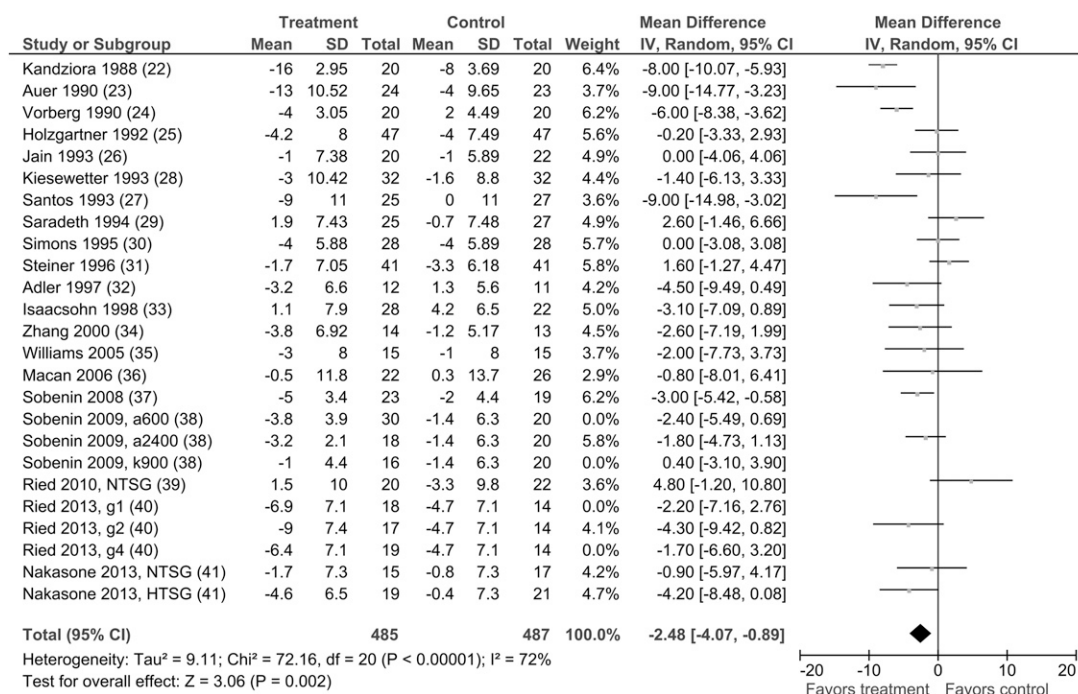 Treatment Control Mean Difference Mean Difference
Study or Subgroup Mean SD Total Mean SD Total Weight IV, Random, 95% CI IV, Random, 95% CI
Kandziora 1988 (22) -16 2.95 20 -8 3.69 20 6.4% -8.00 [-10.07, -5.93]
Auer 1990 (23) -13 10.52 24 -4 9.65 23 3.7% -9.00 [-14.77, -3.23]
Vorberg 1990 (24) -4 3.05 20 2 4.49 20 6.2% -6.00 [-8.38, -3.62]
Holzgartner 1992 (25) -4.2 8 47 -4 7.49 47 5.6% -0.20 [-3.33, 2.93]
Jain 1993 (26) -1 7.38 20 -1 5.89 22 4.9% 0.00 [-4.06, 4.06]
Kiesewetter 1993 (28) -3 10.42 32 -1.6 8.8 32 4.4% -1.40 [-6.13, 3.33]
Santos 1993 (27) -9 11 25 0 11 27 3.6% -9.00 [-14.98, -3.02]
Saradeth 1994 (29) 1.9 7.43 25 -0.7 7.48 27 4.9% 2.60 [-1.46, 6.66]
Simons 1995 (30) -4 5.88 28 -4 5.89 28 5.7% 0.00 [-3.08, 3.08]
Steiner 1996 (31) -1.7 7.05 41 -3.3 6.18 41 5.8% 1.60 [-1.27, 4.47]
Adler 1997 (32) -3.2 6.6 12 1.3 5.6 11 4.2% -4.50 [-9.49, 0.49]
Isaacsohn 1998 (33) 1.1 7.9 28 4.2 6.5 22 5.0% -3.10 [-7.09, 0.89]
Zhang 2000 (34) -3.8 6.92 14 -1.2 5.17 13 4.5% -2.60 [-7.19, 1.99]
Williams 2005 (35) -3 8 15 -1 8 15 3.7% -2.00 [-7.73, 3.73]
Macan 2006 (36) -0.5 11.8 22 0.3 13.7 26 2.9% -0.80 [-8.01, 6.41]
Sobenin 2008 (37) -5 3.4 23 -2 4.4 19 6.2% -3.00 [-5.42, -0.58]
Sobenin 2009, a600 (38) -3.8 3.9 30 -1.4 6.3 20 0.0% -2.40 [-5.49, 0.69]
Sobenin 2009, a2400 (38) -3.2 2.1 18 -1.4 6.3 20 5.8% -1.80 [-4.73, 1.13]
Sobenin 2009, k900 (38) -1 4.4 16 -1.4 6.3 20 0.0% 0.40 [-3.10, 3.90]
Ried 2010, NTSG (39) 1.5 10 20 -3.3 9.8 22 3.6% 4.80 [-1.20, 10.80]
Ried 2013, g1 (40) -6.9 7.1 18 -4.7 7.1 14 0.0% -2.20 [-7.16, 2.76]
Ried 2013, g2 (40) -9 7.4 17 -4.7 7.1 14 4.1% -4.30 [-9.42, 0.82]
Ried 2013, g4 (40) -6.4 7.1 19 -4.7 7.1 14 0.0% -1.70 [-6.60, 3.20]
Nakasone 2013, NTSG (41) -1.7 7.3 15 -0.8 7.3 17 4.2% -0.90 [-5.97, 4.17]
Nakasone 2013, HTSG (41) -4.6 6.5 19 -0.4 7.3 21 4.7% -4.20 [-8.48, 0.08]
Total (95% CI) 485 487 100.0% -2.48 [-4.07, -0.89]
Heterogeneity: Tau² = 9.11; Chi² = 72.16, df = 20 (P < 0.00001); I² = 72%
Test for overall effect: Z = 3.06 (P = 0.002)
-20 -10 0 10 20
Favors treatment Favors control